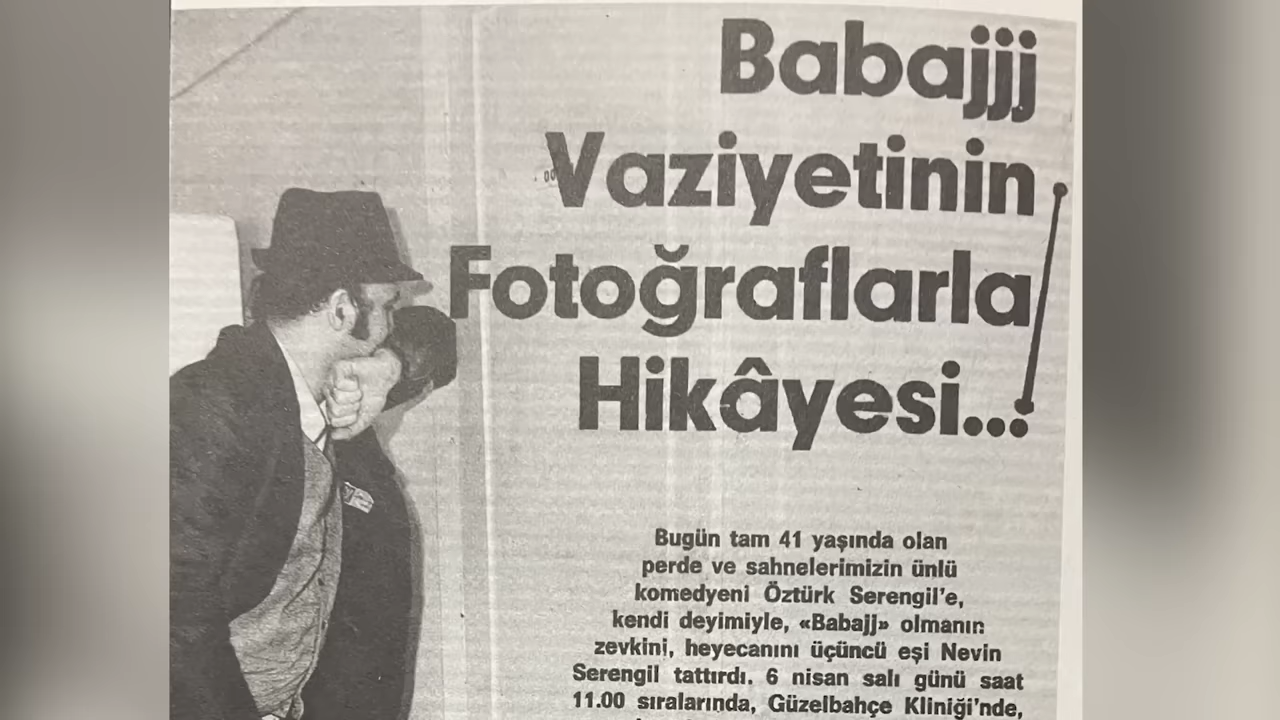 Babajjj
Vaziyetinin
Fotoğraflarla
Hikâyesi...
Bugün tam 41 yaşında olan
perde ve sahnelerimizin ünlü
komedyeni Öztürk Serengil'e,
kendi deyimiyle, «Babajj» olmanın
zevkini, heyecanını üçüncü eşi Nevin
Serengil tattırdı. 6 nisan salı günü saat
11.00 sıralarında, Güzelbahçe Kliniği'nde,